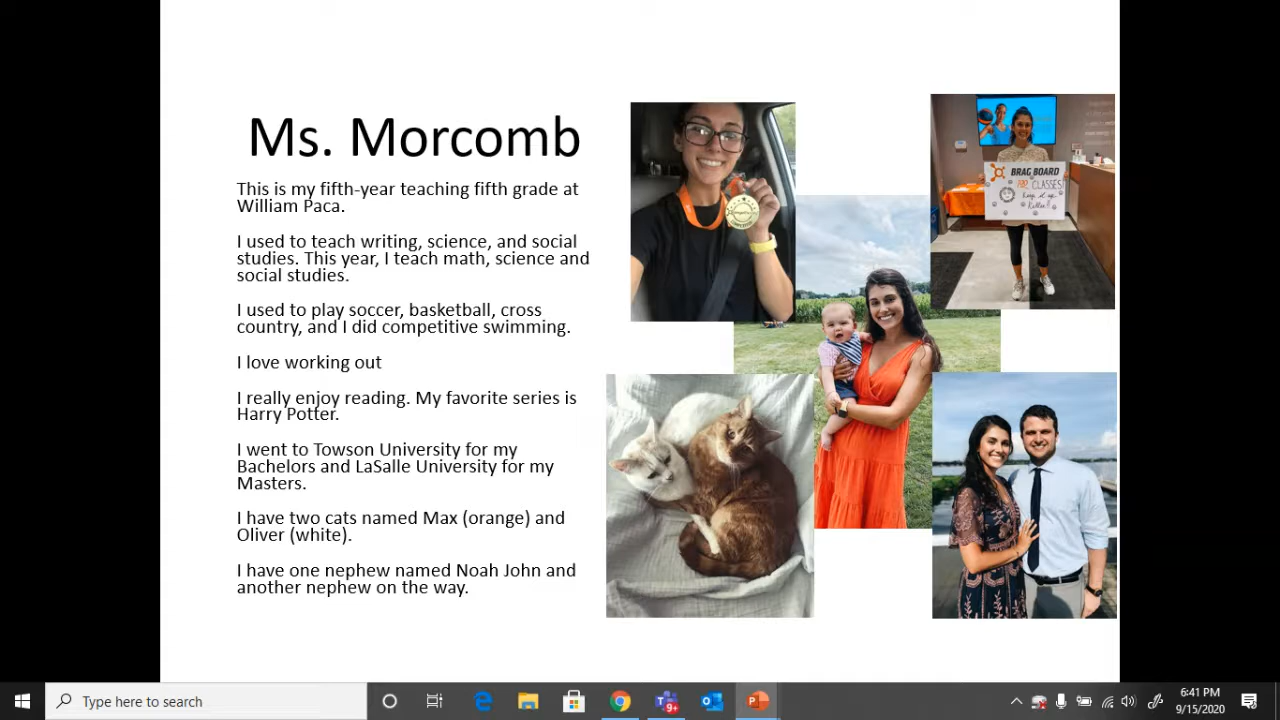 Ms. Morcomb
This is my fifth-year teaching fifth grade at
William Paca.
I used to teach writing, science, and social
studies. This year, I teach math, science and
social studies.
I used to play soccer, basketball, cross
country, and I did competitive swimming.
I love working out
I really enjoy reading. My favorite series is
Harry Potter.
I went to Towson University for my
Bachelors and LaSalle University for my
Masters.
I have two cats named Max (orange) and
Oliver (white).
I have one nephew named Noah John and
another nephew on the way.
BRAG BOARD
CLASSES
Keep it up
Type here to search
9+
6:41 PM
9/15/2020